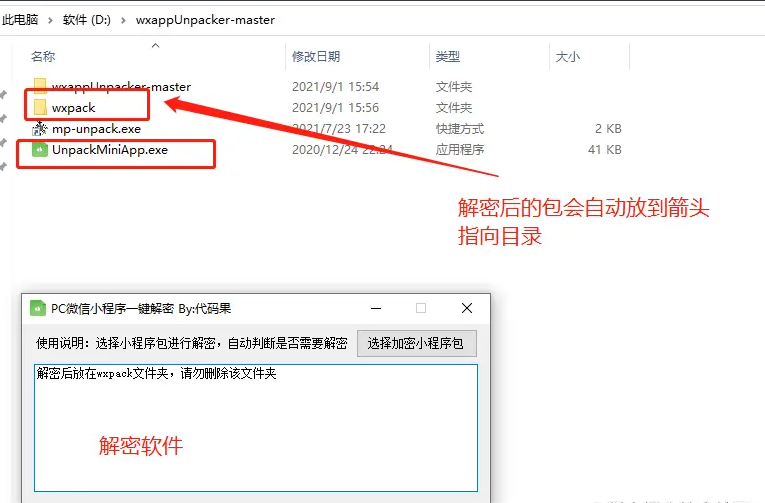 此电脑 > 软件 (D:) > wxappUnpacker-master
名称 修改日期 类型 大小
wxappUnpacker-master 2021/9/1 15:54 文件夹
wxpack 2021/9/1 15:56 文件夹
mp-unpack.exe 2021/7/23 17:22 快捷方式 2 KB
UnpackMiniApp.exe 2020/12/24 22:24 应用程序 41 KB
解密后的包会自动放到箭头
指向目录
PC微信小程序一键解密 By:代码果
使用说明：选择小程序包进行解密，自动判断是否需要解密 选择加密小程序包
解密后放在wxpack文件夹，请勿删除该文件夹
解密软件